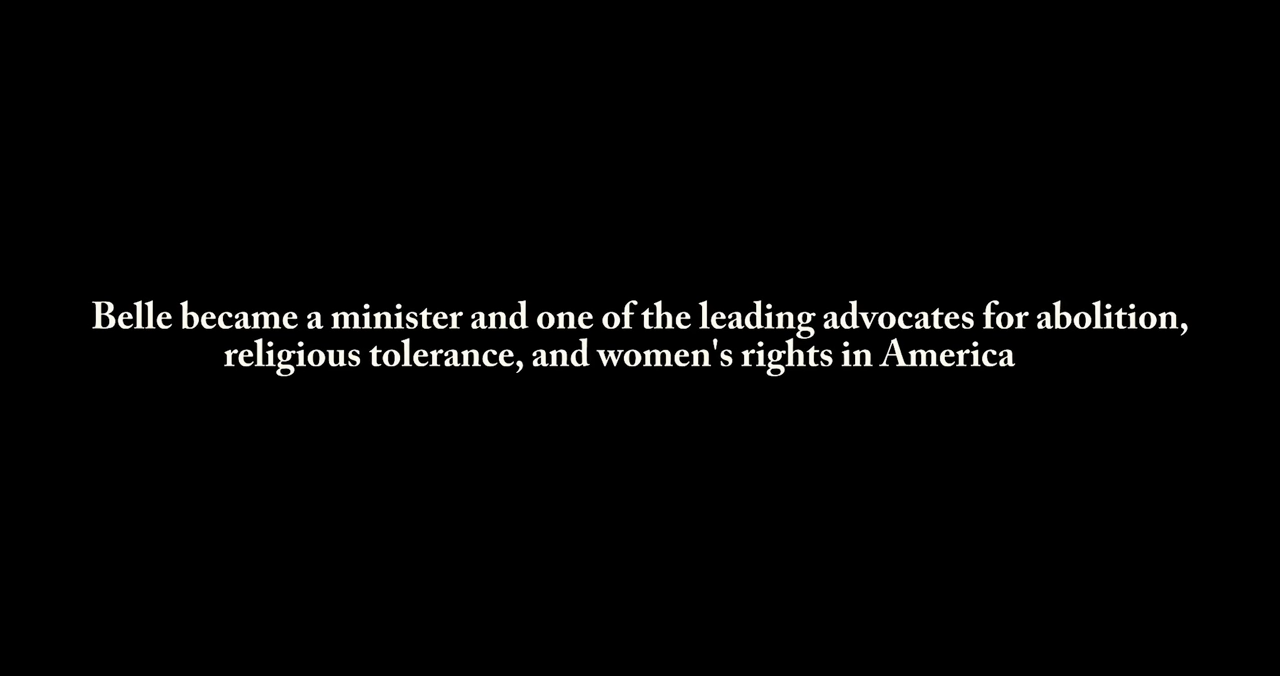 Belle became a minister and one of the leading advocates for abolition,
religious tolerance, and women's rights in America